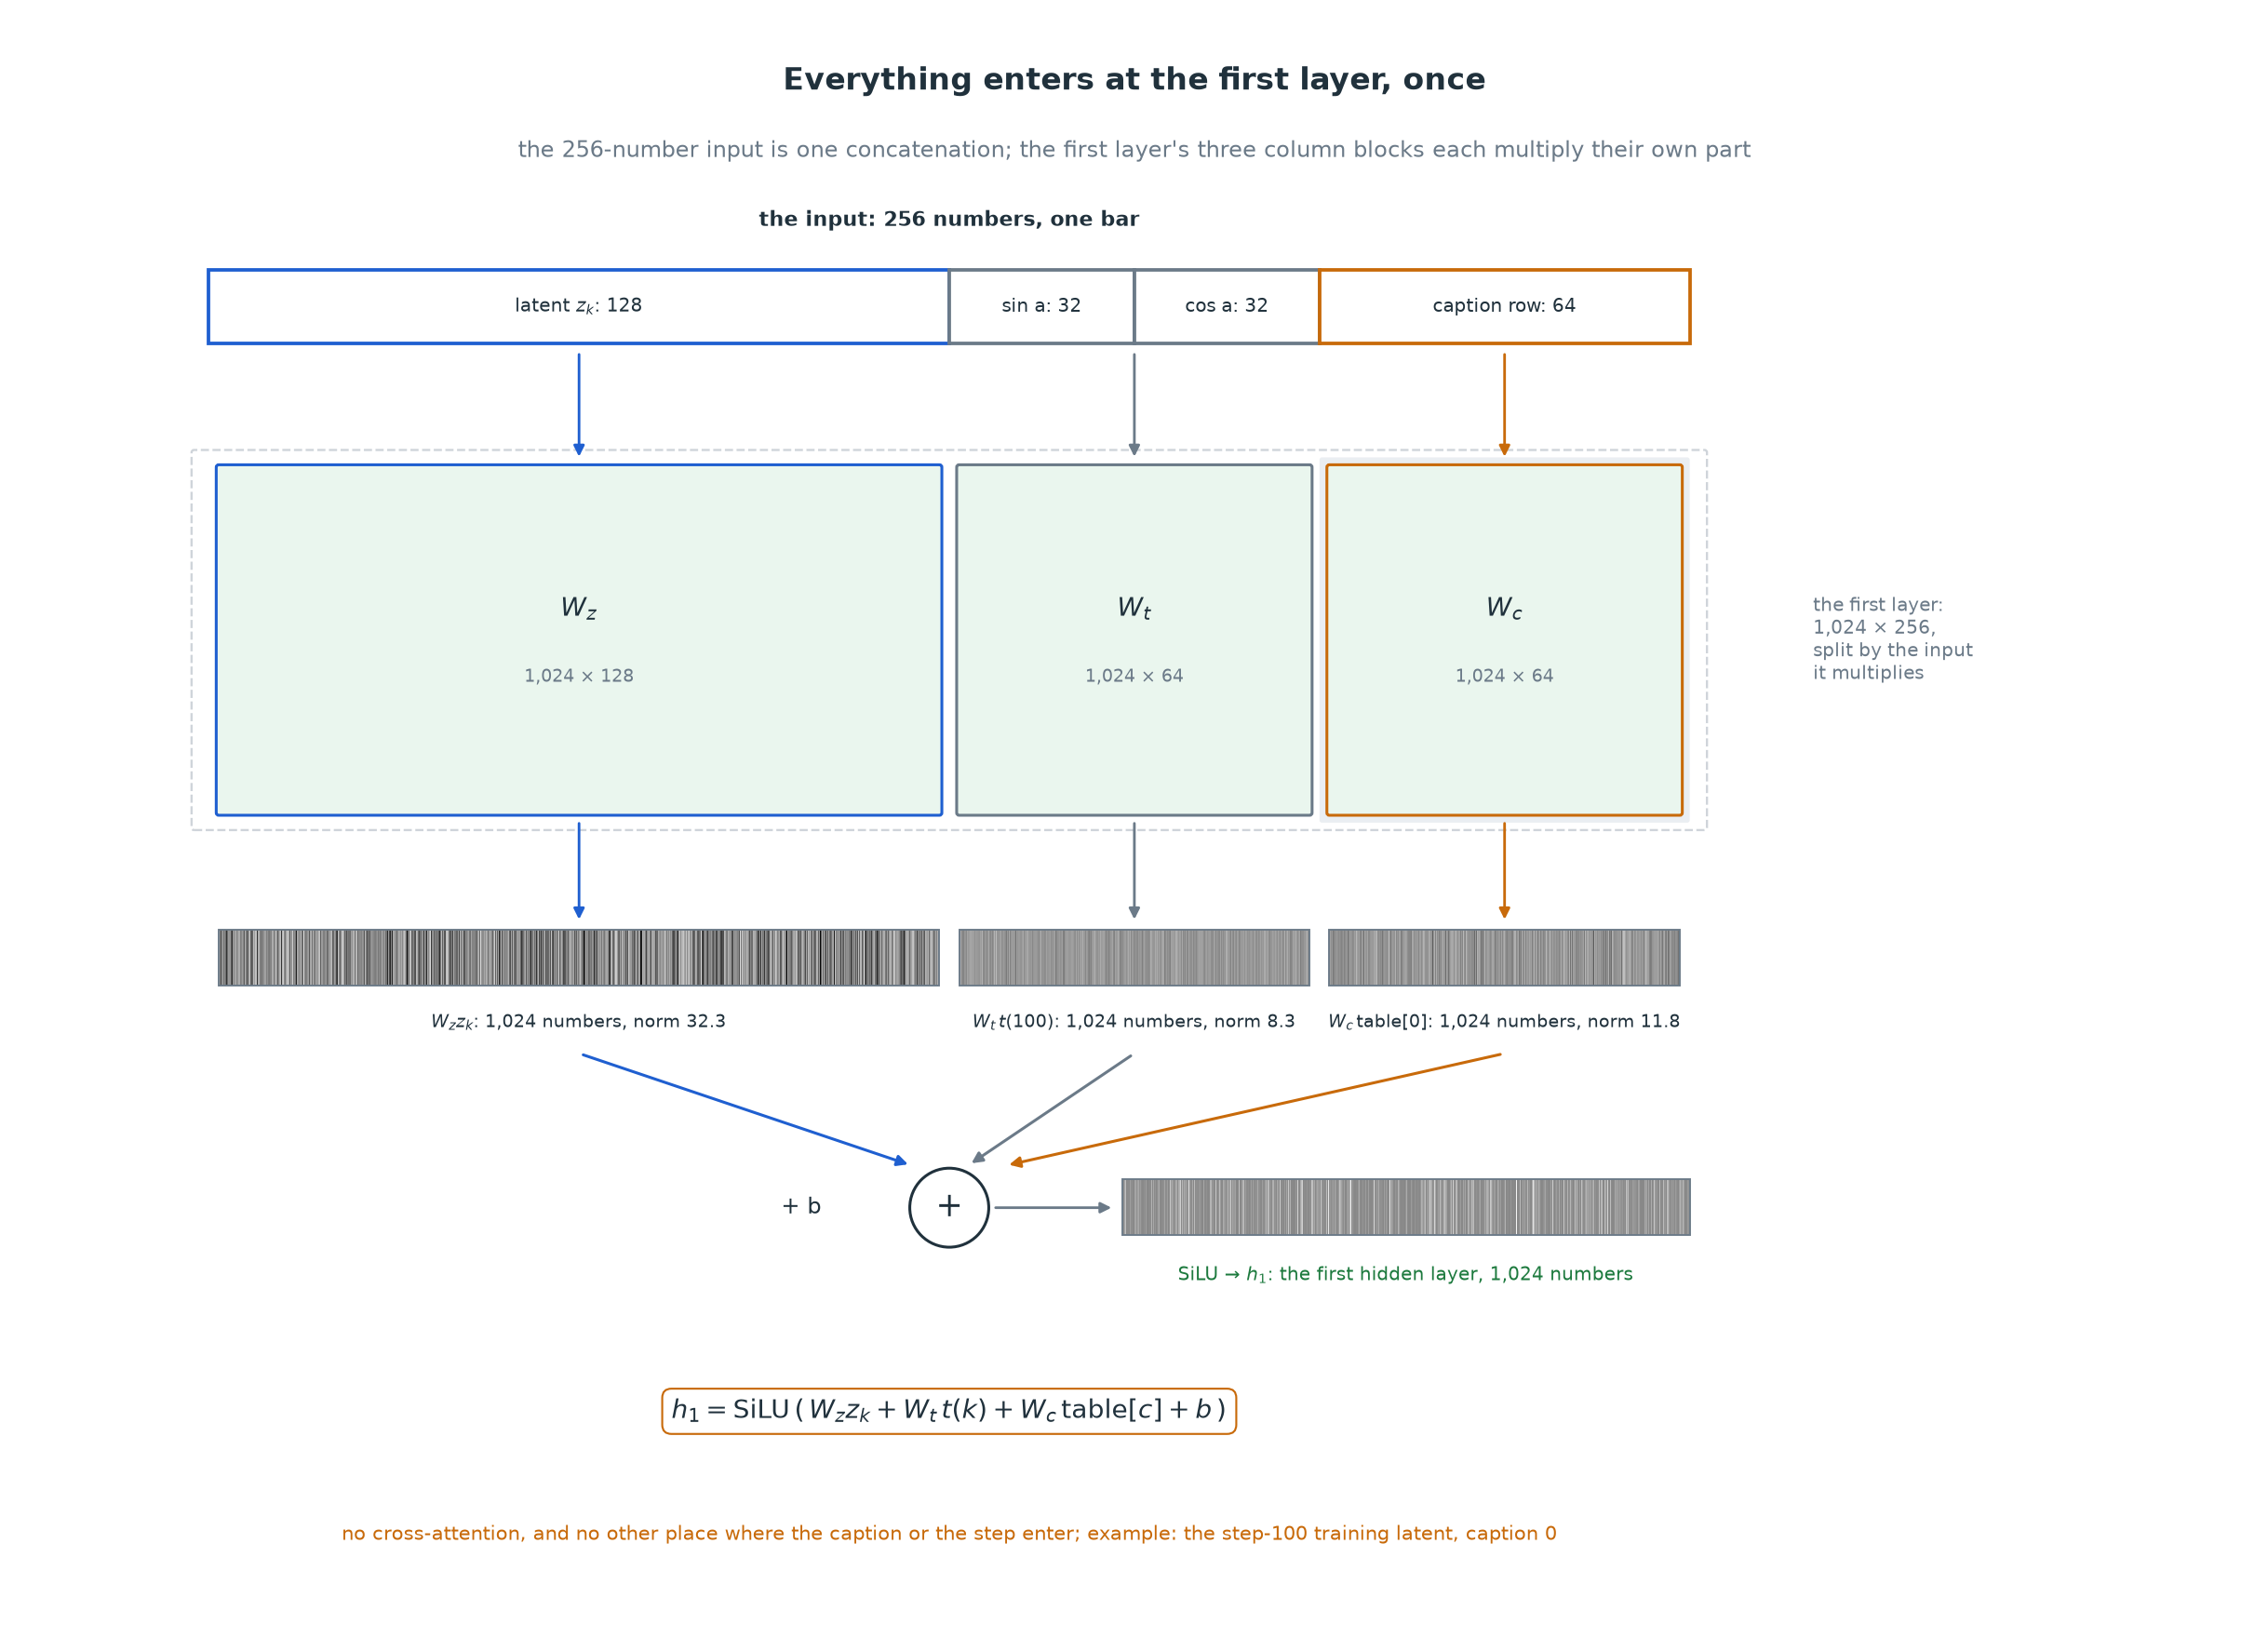 Everything enters at the first layer, once
the 256-number input is one concatenation; the first layer's three column blocks each multiply their own part
the input: 256 numbers, one bar
latent zₖ: 128
sin a: 32
cos a: 32
caption row: 64
W_z
1,024 × 128
W_t
1,024 × 64
W_c
1,024 × 64
the first layer:
1,024 × 256,
split by the input
it multiplies
W_z zₖ: 1,024 numbers, norm 32.3
W_t t(100): 1,024 numbers, norm 8.3
W_c table[0]: 1,024 numbers, norm 11.8
+ b
+
SiLU → h₁: the first hidden layer, 1,024 numbers
h₁ = SiLU ( W_z zₖ + W_t t(k) + W_c table[c] + b )
no cross-attention, and no other place where the caption or the step enter; example: the step-100 training latent, caption 0